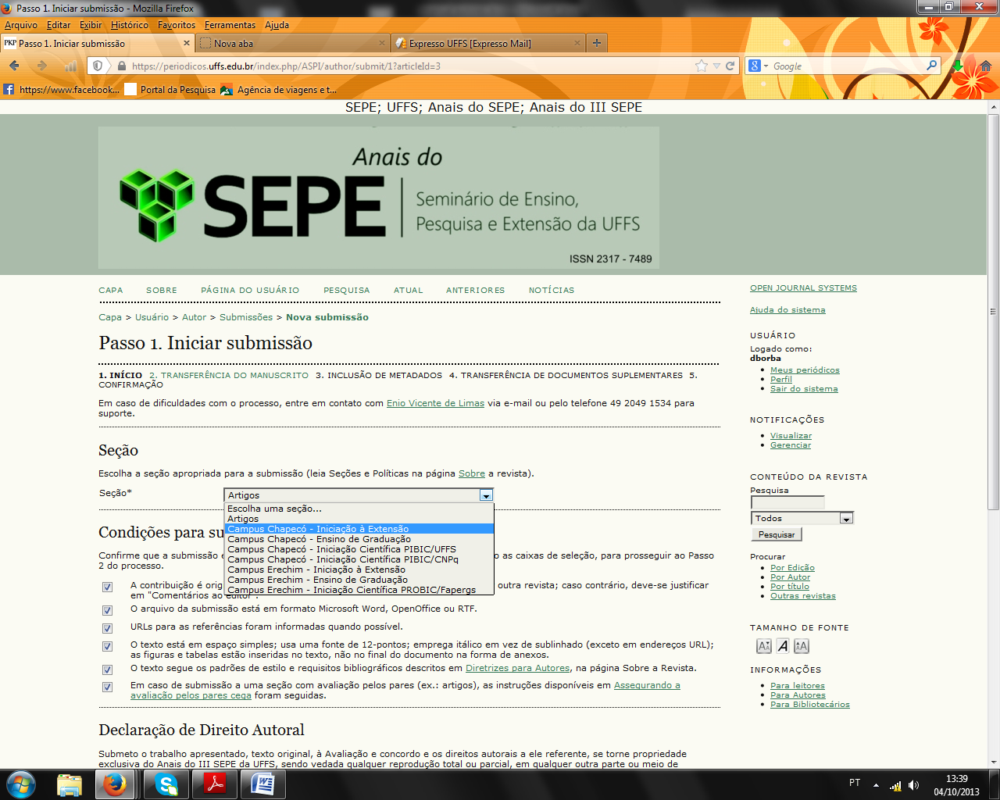 Passo 1. Iniciar submissão - Mozilla Firefox
Arquivo Editar Exibir Histórico Favoritos Ferramentas Ajuda
PKP Passo 1. Iniciar submissão
Nova aba
Expresso UFFS [Expresso Mail]
https://periodicos.uffs.edu.br/index.php/ASPI/author/submit/1?articleId=3
Google
https://www.facebook... Portal da Pesquisa Agência de viagens e t...
SEPE; UFFS; Anais do SEPE; Anais do III SEPE
Anais do
SEPE
Seminário de Ensino,
Pesquisa e Extensão da UFFS
ISSN 2317 - 7489
CAPA SOBRE PÁGINA DO USUÁRIO PESQUISA ATUAL ANTERIORES NOTÍCIAS
Capa > Usuário > Autor > Submissões > Nova submissão
Passo 1. Iniciar submissão
1. INÍCIO 2. TRANSFERÊNCIA DO MANUSCRITO 3. INCLUSÃO DE METADADOS 4. TRANSFERÊNCIA DE DOCUMENTOS SUPLEMENTARES 5.
CONFIRMAÇÃO
Em caso de dificuldades com o processo, entre em contato com Enio Vicente de Limas via e-mail ou pelo telefone 49 2049 1534 para
suporte.
Seção
Escolha a seção apropriada para a submissão (leia Seções e Políticas na página Sobre a revista).
Seção*
Artigos
Escolha uma seção...
Artigos
Campus Chapecó - Iniciação à Extensão
Campus Chapecó - Ensino de Graduação
Campus Chapecó - Iniciação Científica PIBIC/UFFS
Campus Chapecó - Iniciação Científica PIBIC/CNPq
Campus Erechim - Iniciação à Extensão
Campus Erechim - Ensino de Graduação
Campus Erechim - Iniciação Científica PROBIC/Fapergs
Condições para su
Confirme que a submissão e o as caixas de seleção, para prosseguir ao Passo
2 do processo.
A contribuição é orig outra revista; caso contrário, deve-se justificar
em "Comentários ao editor".
O arquivo da submissão está em formato Microsoft Word, OpenOffice ou RTF.
URLs para as referências foram informadas quando possível.
O texto está em espaço simples; usa uma fonte de 12-pontos; emprega itálico em vez de sublinhado (exceto em endereços URL);
as figuras e tabelas estão inseridas no texto, não no final do documento na forma de anexos.
O texto segue os padrões de estilo e requisitos bibliográficos descritos em Diretrizes para Autores, na página Sobre a Revista.
Em caso de submissão a uma seção com avaliação pelos pares (ex.: artigos), as instruções disponíveis em Assegurando a
avaliação pelos pares cega foram seguidas.
Declaração de Direito Autoral
Submeto o trabalho apresentado, texto original, à Avaliação e concordo e os direitos autorais a ele referente, se torne propriedade
exclusiva do Anais do III SEPE da UFFS, sendo vedada qualquer reprodução total ou parcial, em qualquer outra parte ou meio de
OPEN JOURNAL SYSTEMS
Ajuda do sistema
USUÁRIO
Logado como:
dborba
Meus periódicos
Perfil
Sair do sistema
NOTIFICAÇÕES
Visualizar
Gerenciar
CONTEÚDO DA REVISTA
Pesquisa
Todos
Pesquisar
Procurar
Por Edição
Por Autor
Por título
Outras revistas
TAMANHO DE FONTE
INFORMAÇÕES
Para leitores
Para Autores
Para Bibliotecários
PT
13:39
04/10/2013